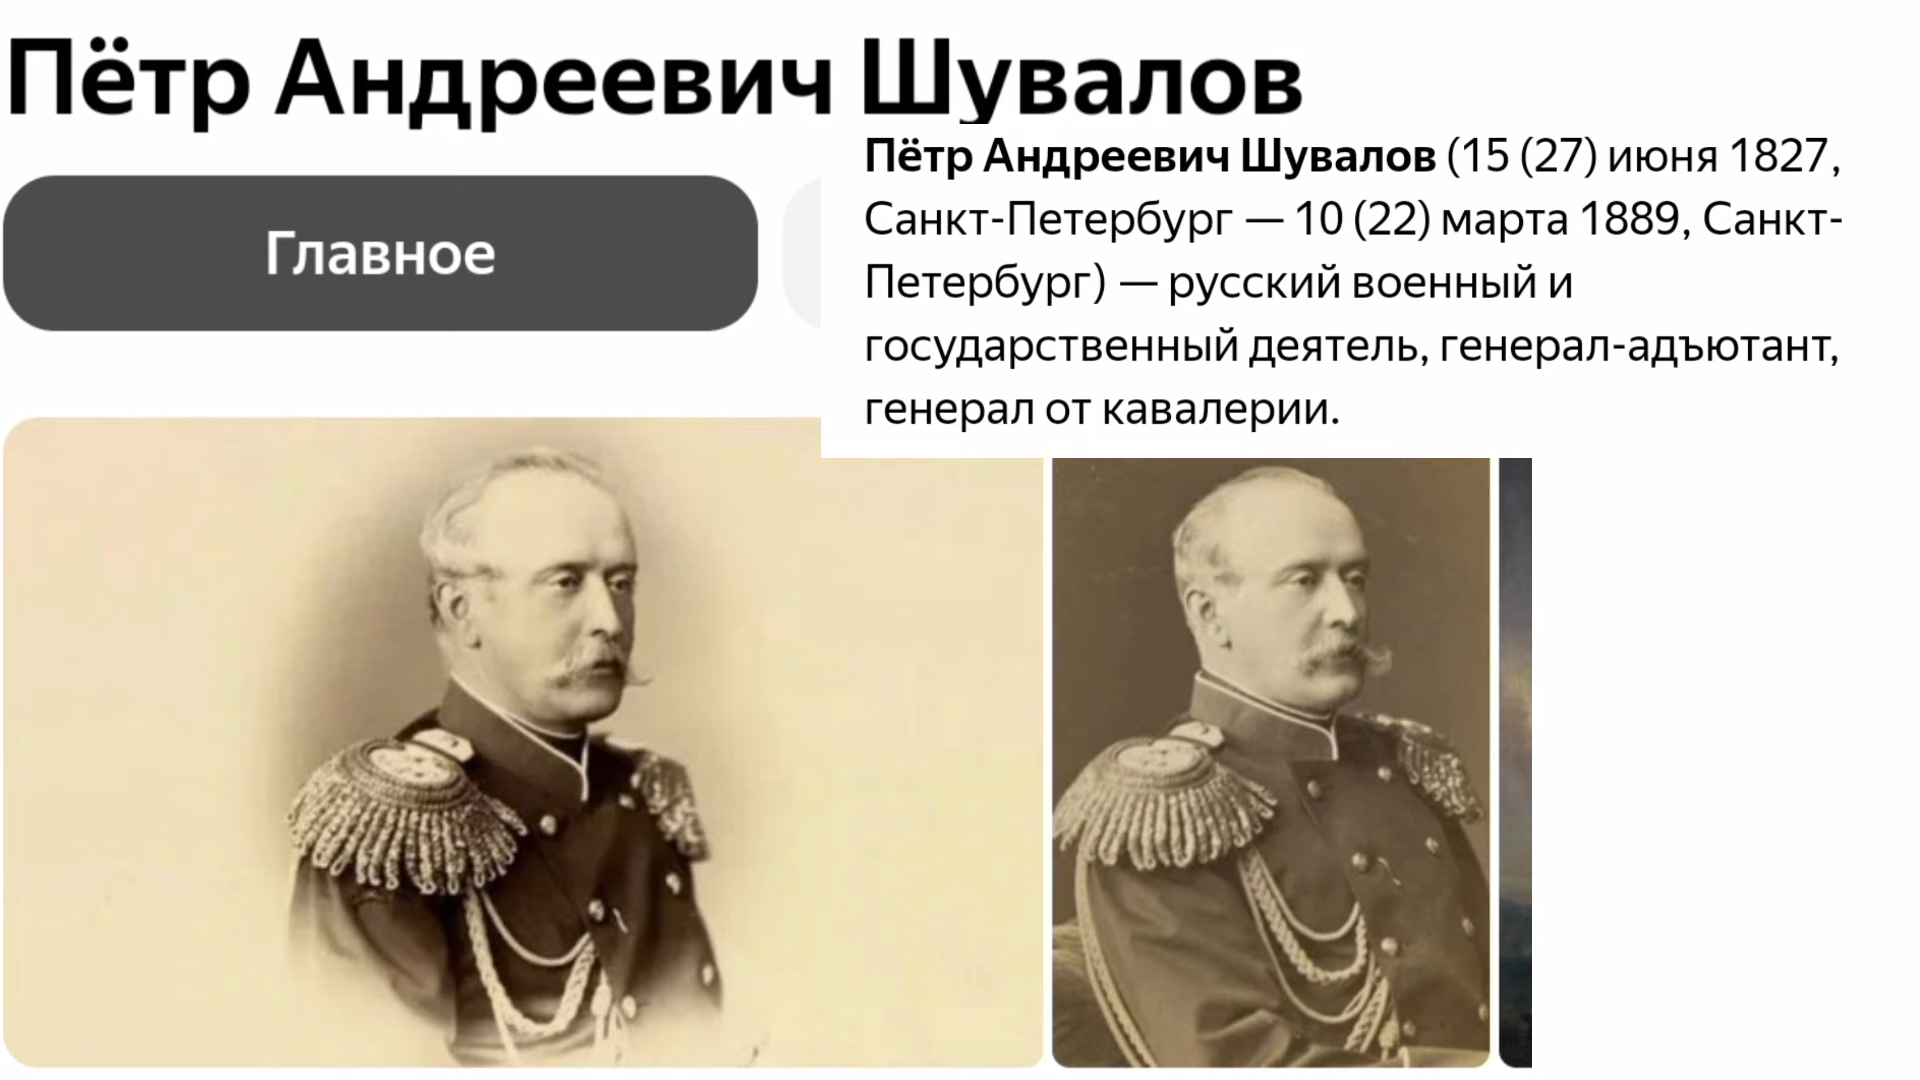 Пётр Андреевич Шувалов
Главное
Пётр Андреевич Шувалов (15 (27) июня 1827,
Санкт-Петербург — 10 (22) марта 1889, Санкт-
Петербург) — русский военный и
государственный деятель, генерал-адъютант,
генерал от кавалерии.